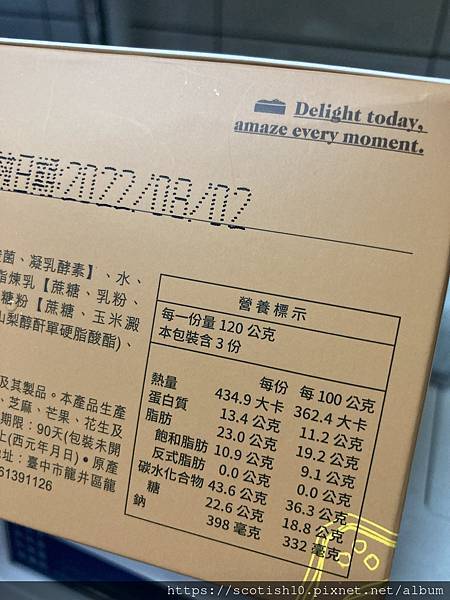 Delight today,
amaze every moment.
效日期:2022/08/02
菌、凝乳酵素】、水、
脂煉乳【蔗糖、乳粉、
糖粉【蔗糖、玉米澱
山梨醇酐單硬脂酸酯)、
及其製品。本產品生產
、芝麻、芒果、花生及
期限：90天(包裝未開
上(西元年月日)•原產
地址：臺中市龍井區龍
61391126
營養標示
每一份量 120 公克
本包裝含 3 份
每份 每 100 公克
熱量 434.9 大卡 362.4 大卡
蛋白質 13.4 公克 11.2 公克
脂肪 23.0 公克 19.2 公克
飽和脂肪 10.9 公克 9.1 公克
反式脂肪 0.0 公克 0.0 公克
碳水化合物 43.6 公克 36.3 公克
糖 22.6 公克 18.8 公克
鈉 398 毫克 332 毫克
https://scotish10.pixnet.net/album